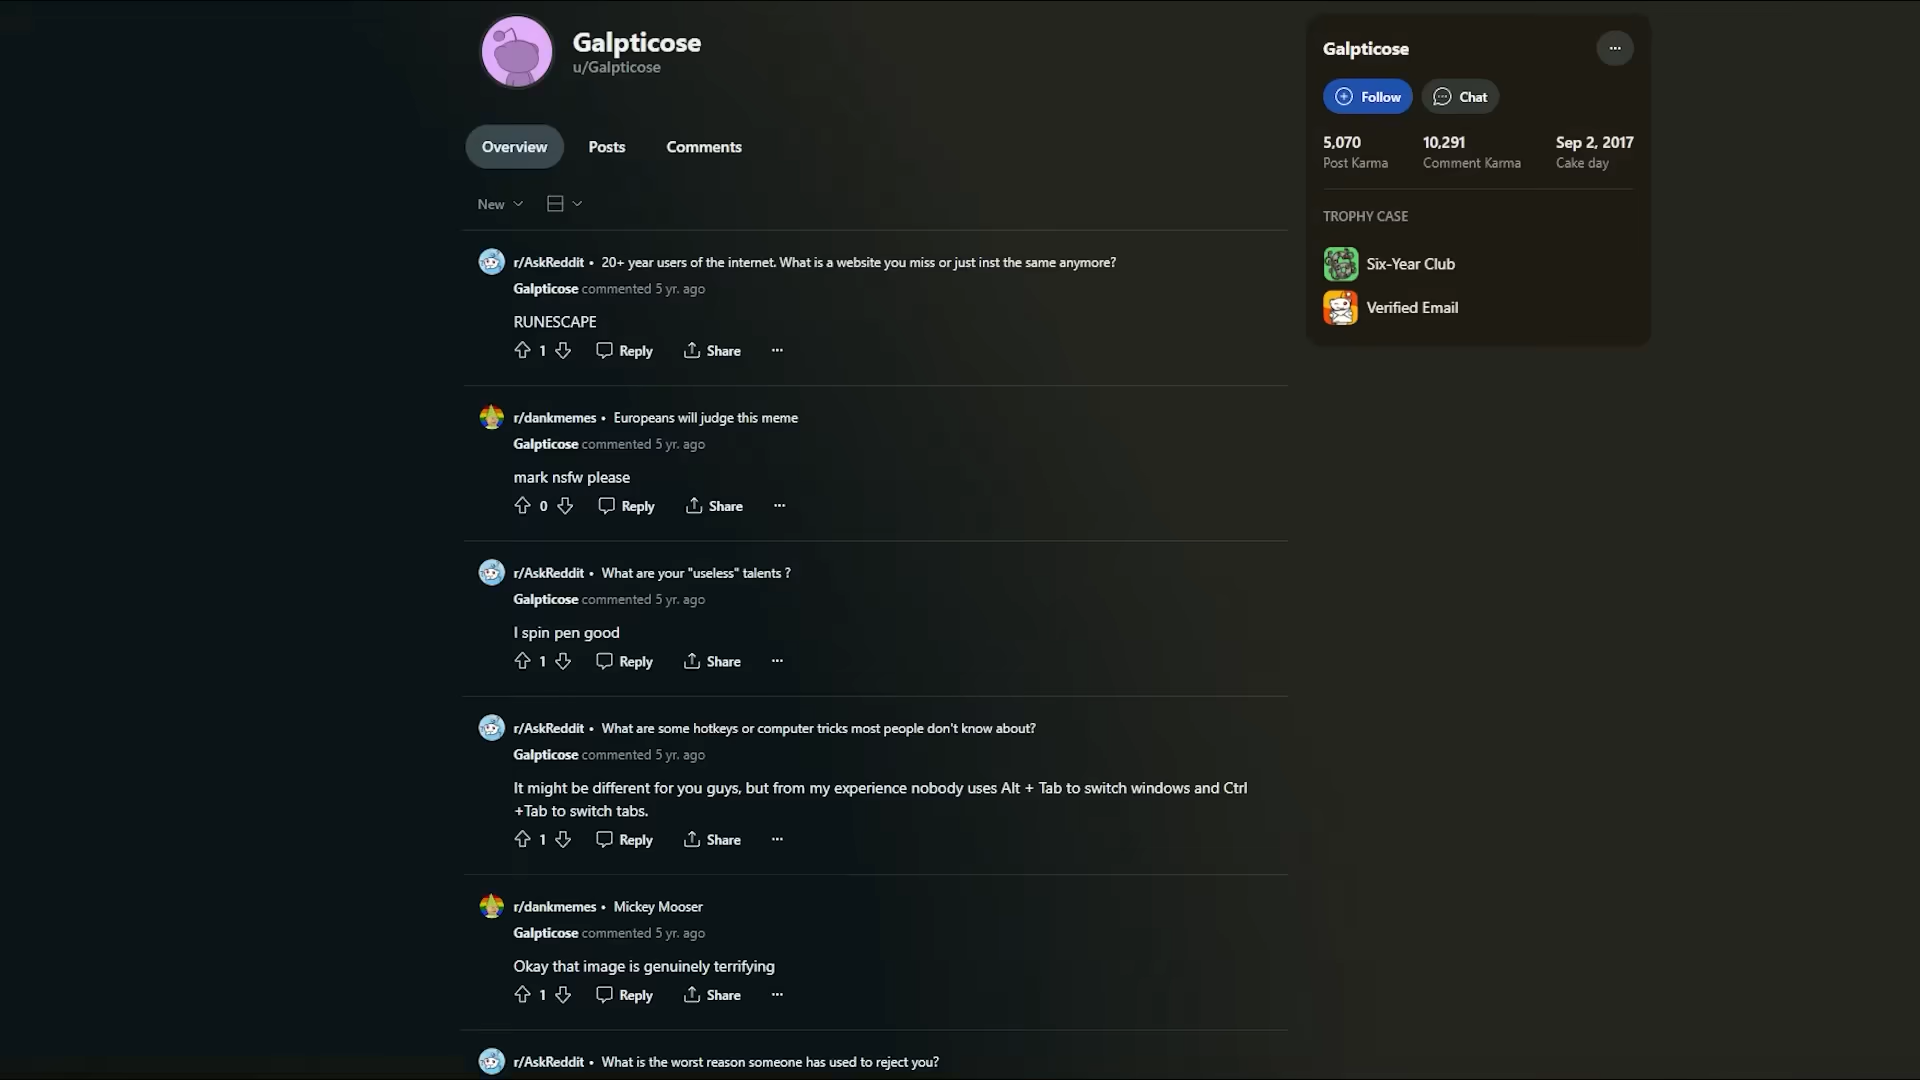 Galpticose
u/Galpticose
Overview Posts Comments
New
r/AskReddit • 20+ year users of the internet. What is a website you miss or just inst the same anymore?
Galpticose commented 5 yr. ago
RUNESCAPE
1 Reply Share ...
r/dankmemes • Europeans will judge this meme
Galpticose commented 5 yr. ago
mark nsfw please
0 Reply Share ...
r/AskReddit • What are your "useless" talents ?
Galpticose commented 5 yr. ago
I spin pen good
1 Reply Share ...
r/AskReddit • What are some hotkeys or computer tricks most people don't know about?
Galpticose commented 5 yr. ago
It might be different for you guys, but from my experience nobody uses Alt + Tab to switch windows and Ctrl
+Tab to switch tabs.
1 Reply Share ...
r/dankmemes • Mickey Mooser
Galpticose commented 5 yr. ago
Okay that image is genuinely terrifying
1 Reply Share ...
r/AskReddit • What is the worst reason someone has used to reject you?
Galpticose ...
Follow Chat
5,070 10,291 Sep 2, 2017
Post Karma Comment Karma Cake day
TROPHY CASE
Six-Year Club
Verified Email